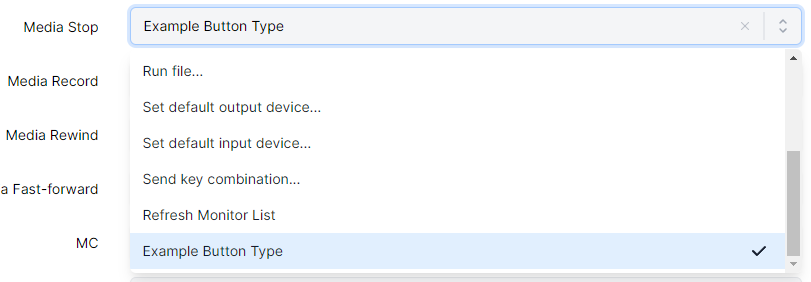 Media Stop
Example Button Type
Media Record
Run file...
Set default output device...
Media Rewind
Set default input device...
a Fast-forward
Send key combination...
Refresh Monitor List
MC
Example Button Type